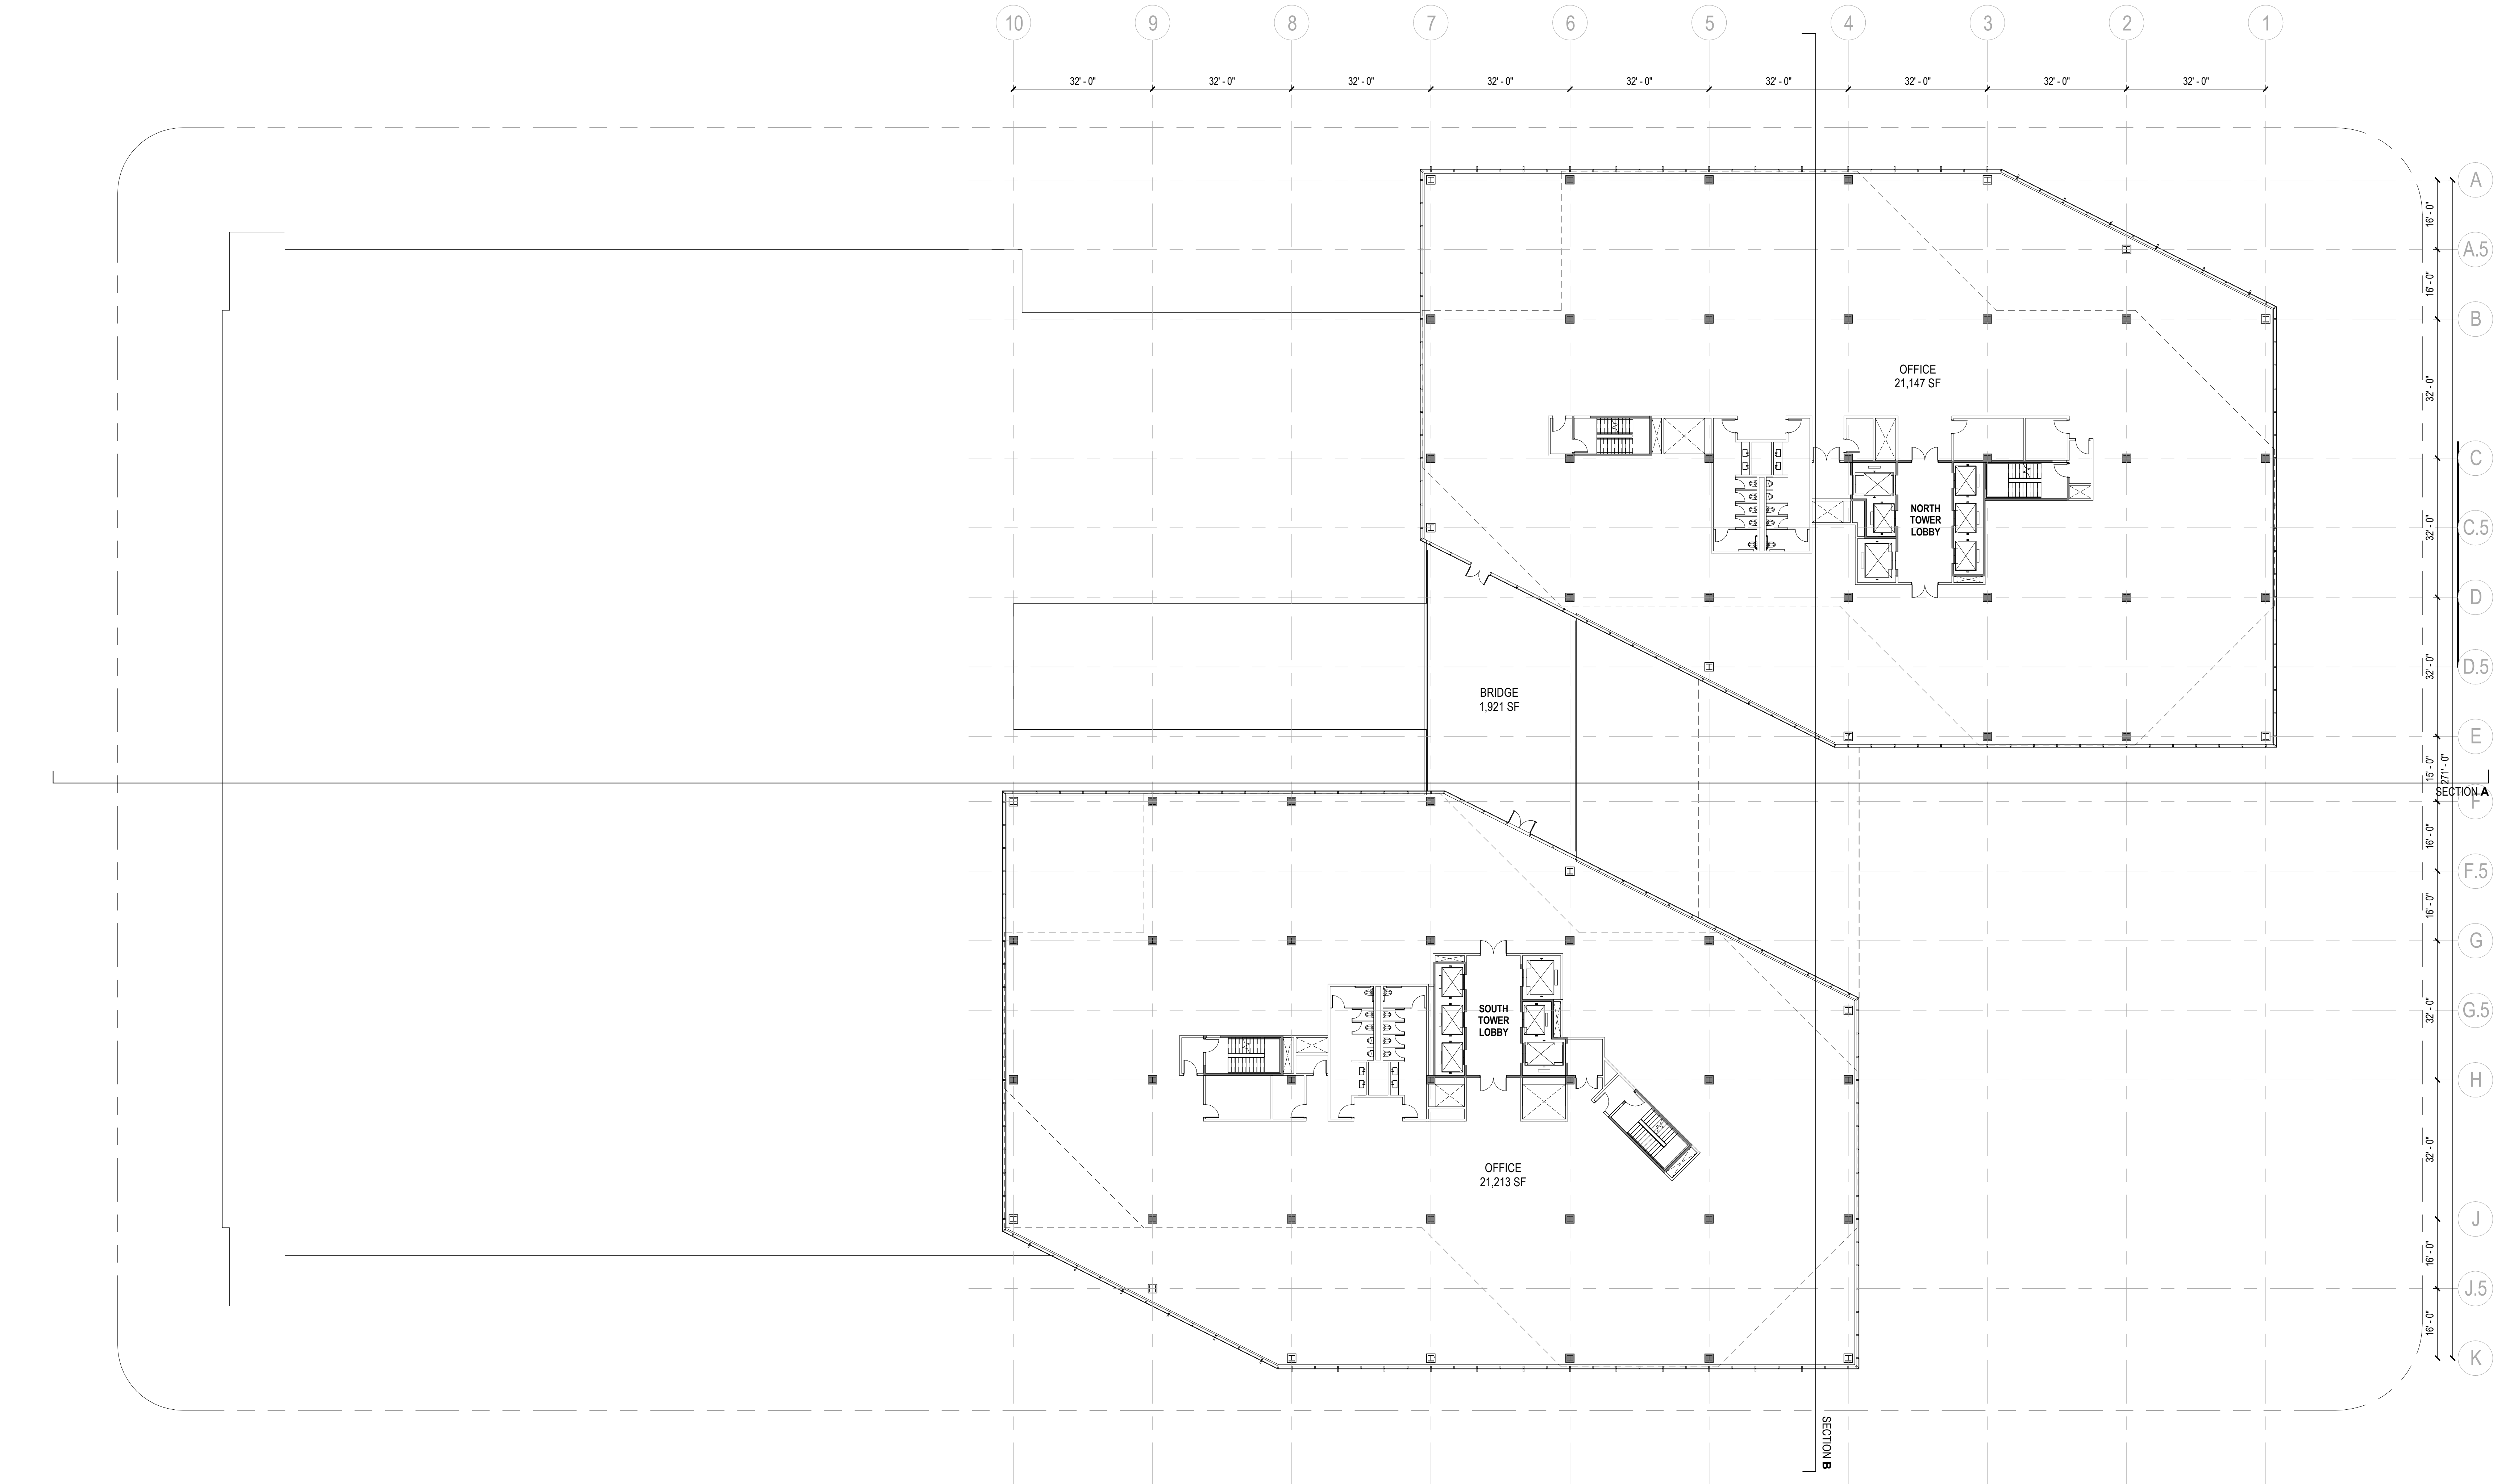 10 9 8 7 6 5 4 3 2 1
32' - 0" 32' - 0" 32' - 0" 32' - 0" 32' - 0" 32' - 0" 32' - 0" 32' - 0" 32' - 0"
A
16' - 0"
A.5
16' - 0"
B
OFFICE
21,147 SF
32' - 0"
C
NORTH
TOWER
LOBBY
32' - 0"
C.5
D
32' - 0"
D.5
BRIDGE
1,921 SF
E
15' - 0"
271' - 0"
SECTION A
F
16' - 0"
F.5
16' - 0"
G
SOUTH
TOWER
LOBBY
32' - 0"
G.5
H
32' - 0"
OFFICE
21,213 SF
J
16' - 0"
J.5
16' - 0"
K
SECTION B